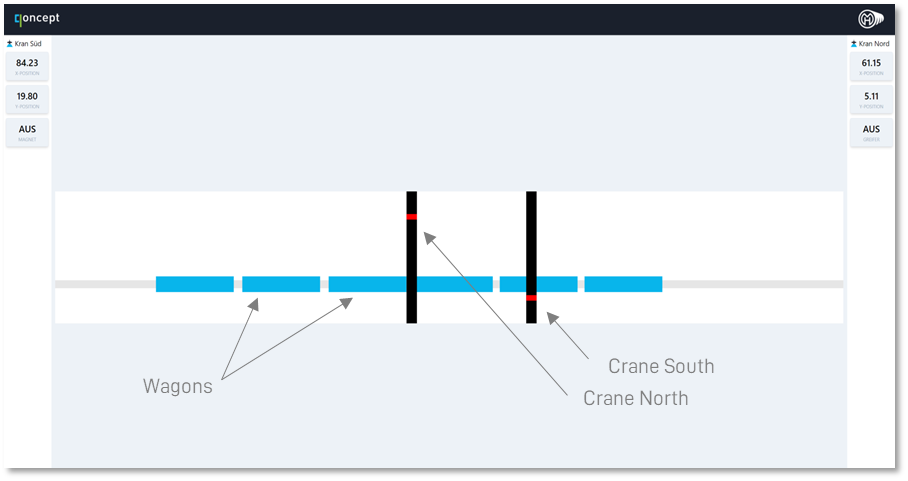 qoncept
Kran Süd
84.23
X-POSITION
19.80
Y-POSITION
AUS
MAGNET
Kran Nord
61.15
X-POSITION
5.11
Y-POSITION
AUS
GREIFER
Wagons
Crane South
Crane North